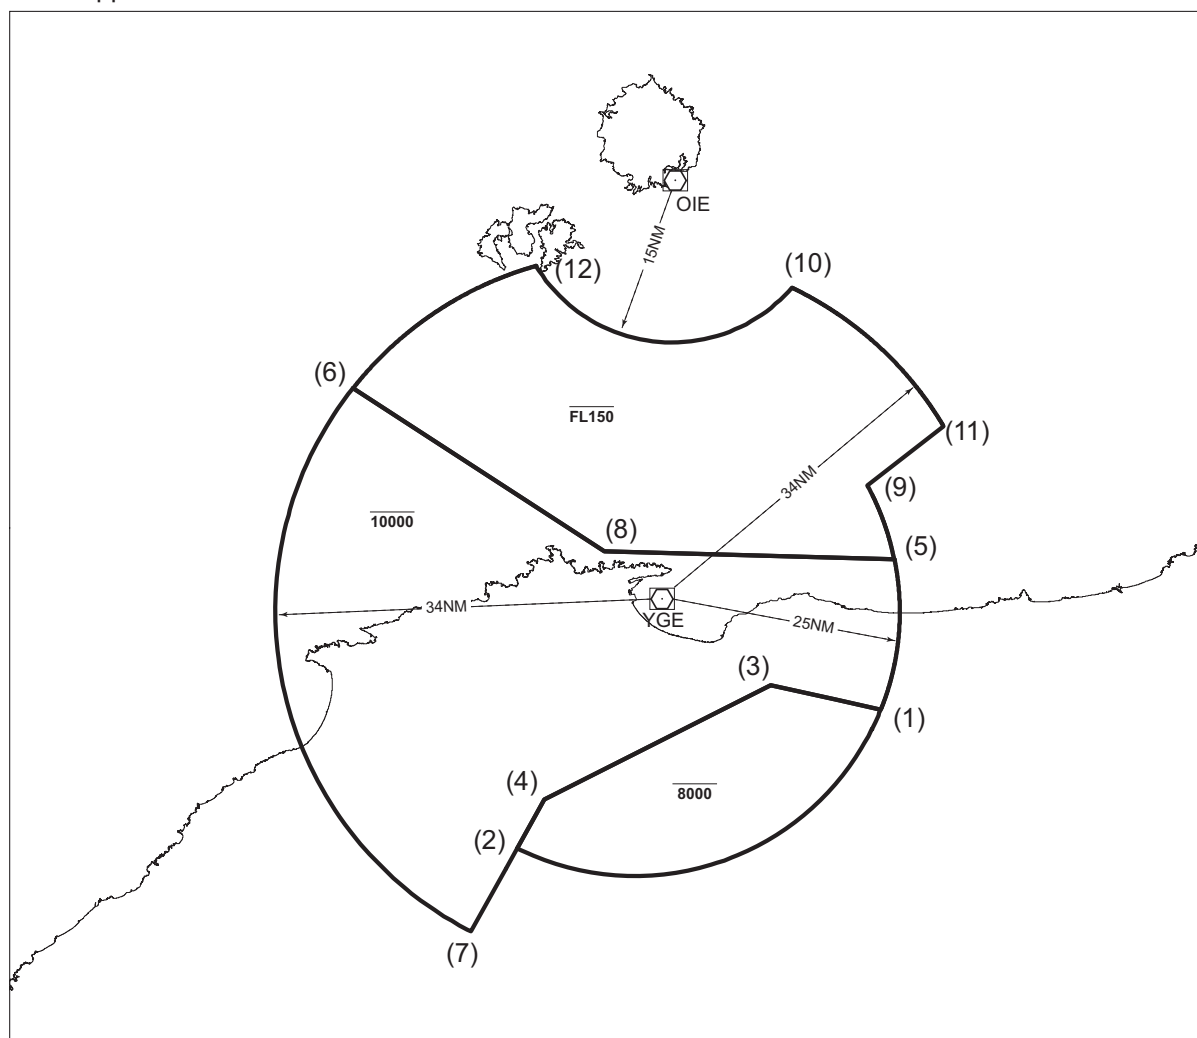 OIE
15NM
(12)
(10)
(6)
FL150
(11)
34NM
(9)
10000
(8)
(5)
34NM
YGE
25NM
(3)
(1)
(4)
8000
(2)
(7)